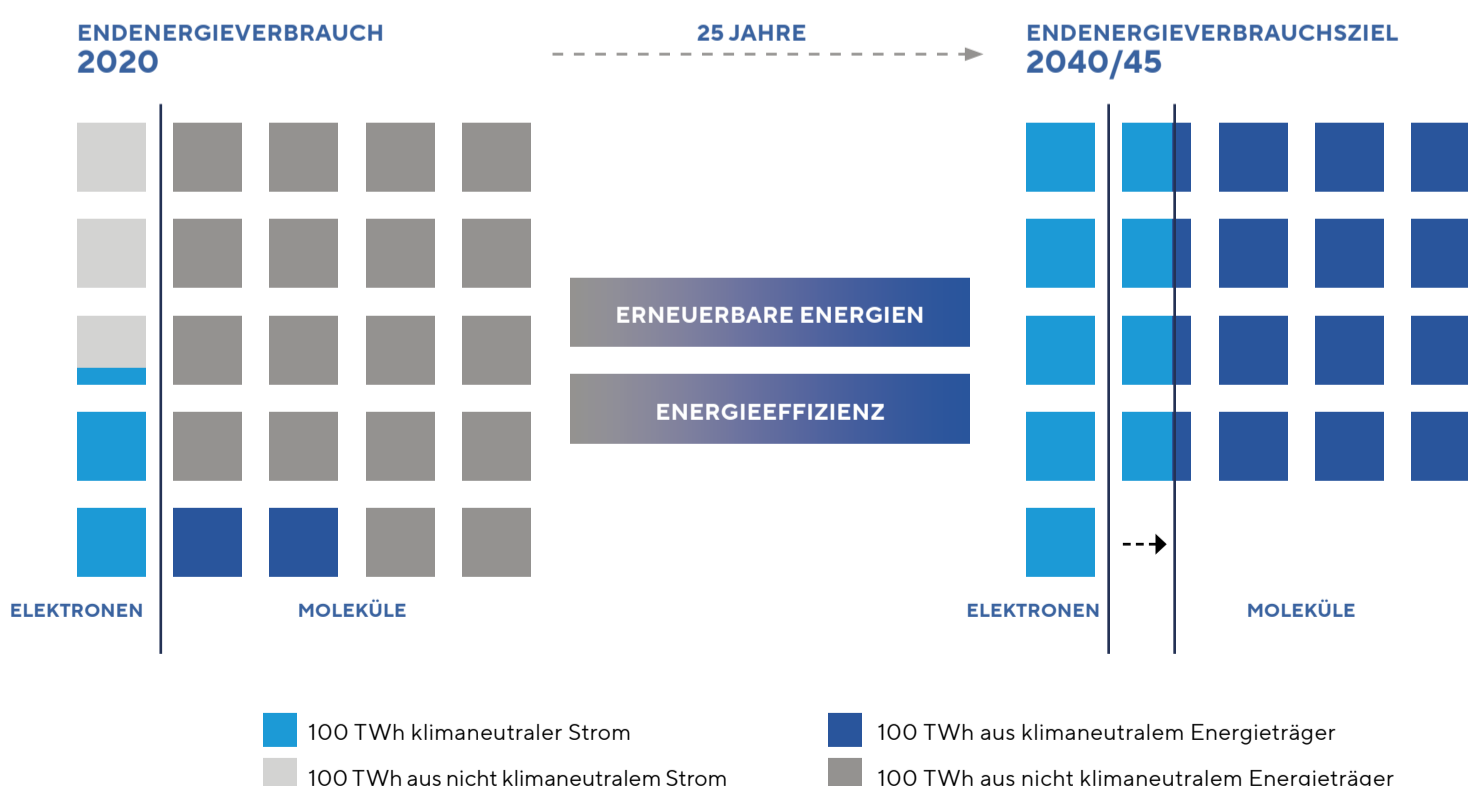 ENDENERGIEVERBRAUCH
2020
25 JAHRE
ENDENERGIEVERBRAUCHSZIEL
2040/45
ERNEUERBARE ENERGIEN
ENERGIEEFFIZIENZ
ELEKTRONEN
MOLEKÜLE
ELEKTRONEN
MOLEKÜLE
100 TWh klimaneutraler Strom
100 TWh aus klimaneutralem Energieträger
100 TWh aus nicht klimaneutralem Strom
100 TWh aus nicht klimaneutralem Energieträger